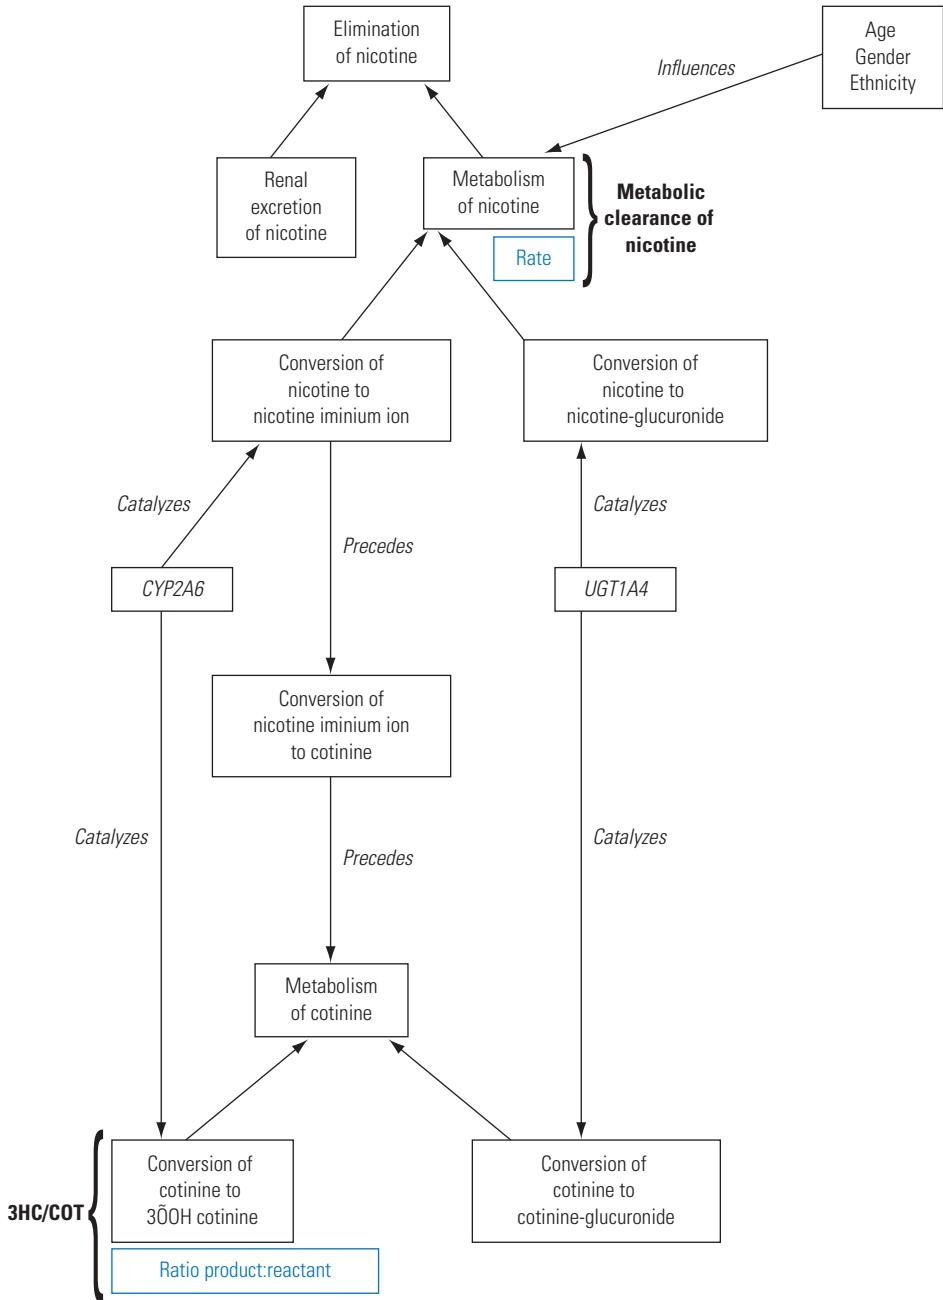 Elimination
of nicotine
Age
Gender
Ethnicity
Influences
Renal
excretion
of nicotine
Metabolism
of nicotine
Rate
Metabolic
clearance of
nicotine
Conversion of
nicotine to
nicotine iminium ion
Conversion of
nicotine to
nicotine-glucuronide
Catalyzes
Precedes
Catalyzes
CYP2A6
UGT1A4
Conversion of
nicotine iminium ion
to cotinine
Catalyzes
Precedes
Catalyzes
Metabolism
of cotinine
3HC/COT
Conversion of
cotinine to
3ÕOH cotinine
Ratio product:reactant
Conversion of
cotinine to
cotinine-glucuronide